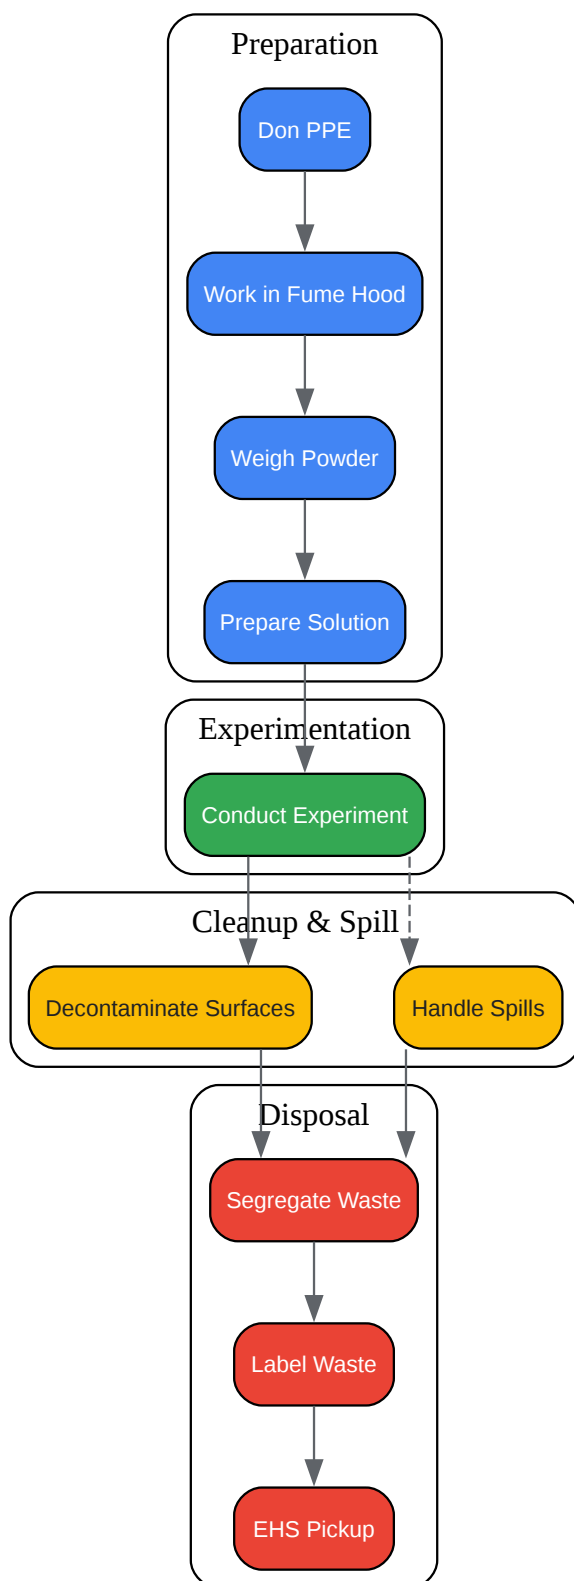 Preparation
Don PPE
Work in Fume Hood
Weigh Powder
Prepare Solution
Experimentation
Conduct Experiment
Cleanup & Spill
Decontaminate Surfaces
Handle Spills
Disposal
Segregate Waste
Label Waste
EHS Pickup